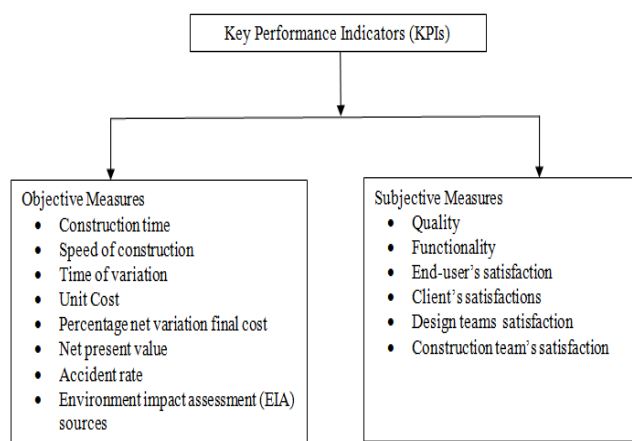 Key Performance Indicators (KPIs)
Objective Measures
• Construction time
• Speed of construction
• Time of variation
• Unit Cost
• Percentage net variation final cost
• Net present value
• Accident rate
• Environment impact assessment (EIA)
sources
Subjective Measures
• Quality
• Functionality
• End-user's satisfaction
• Client's satisfactions
• Design teams satisfaction
• Construction team's satisfaction